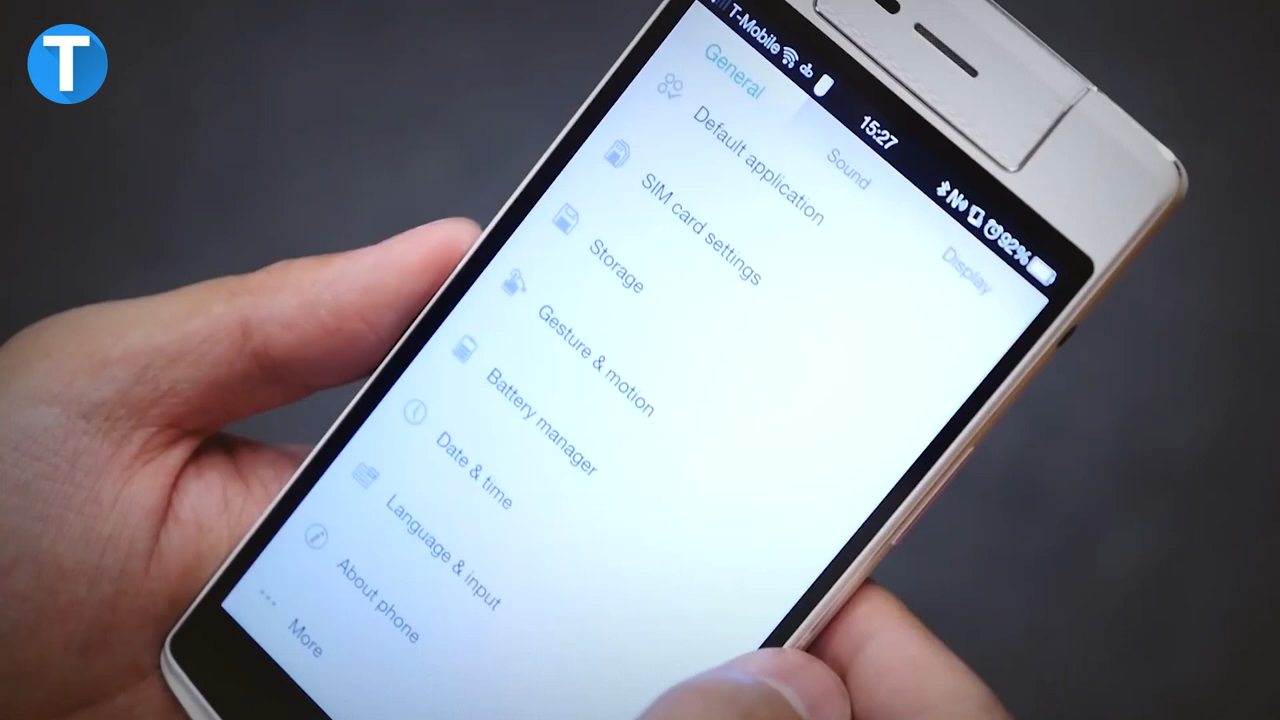 T
T-Mobile
15:27
92%
General
Sound
Display
Default application
SIM card settings
Storage
Gesture & motion
Battery manager
Date & time
Language & input
About phone
More